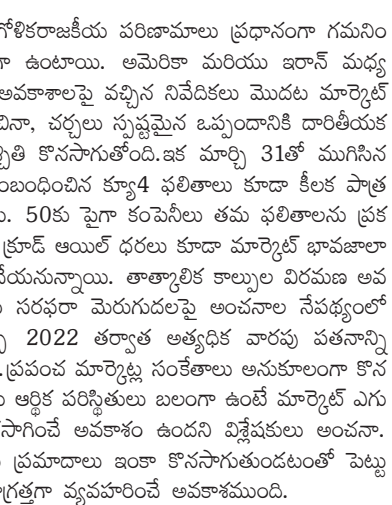 గోళికరాజకీయ పరిణామాలు ప్రధానంగా గమనిం
ా ఉంటాయి. అమెరికా మరియు ఇరాన్ మధ్య
అవకాశాలపై వచ్చిన నివేదికలు మొదట మార్కెట్
చినా, చర్చలు స్పష్టమైన ఒప్పందానికి దారితీయక
్చితి కొనసాగుతోంది.ఇక మార్చి 31తో ముగిసిన
ంబంధించిన క్యూ4 ఫలితాలు కూడా కీలక పాత్ర
. 50కు పైగా కంపెనీలు తమ ఫలితాలను ప్రక
క్రూడ్ ఆయిల్ ధరలు కూడా మార్కెట్ భావజాలా
చేయనున్నాయి. తాత్కాలిక కాల్పుల విరమణ అవ
సరఫరా మెరుగుదలపై అంచనాల నేపథ్యంలో
2022 తర్వాత అత్యధిక వారపు పతనాన్ని
.ప్రపంచ మార్కెట్ల సంకేతాలు అనుకూలంగా కొన
ఆర్థిక పరిస్థితులు బలంగా ఉంటే మార్కెట్ ఎగు
సాగించే అవకాశం ఉందని విశ్లేషకులు అంచనా.
ప్రమాదాలు ఇంకా కొనసాగుతుండటంతో పెట్టు
ాగ్రత్తగా వ్యవహరించే అవకాశముంది.